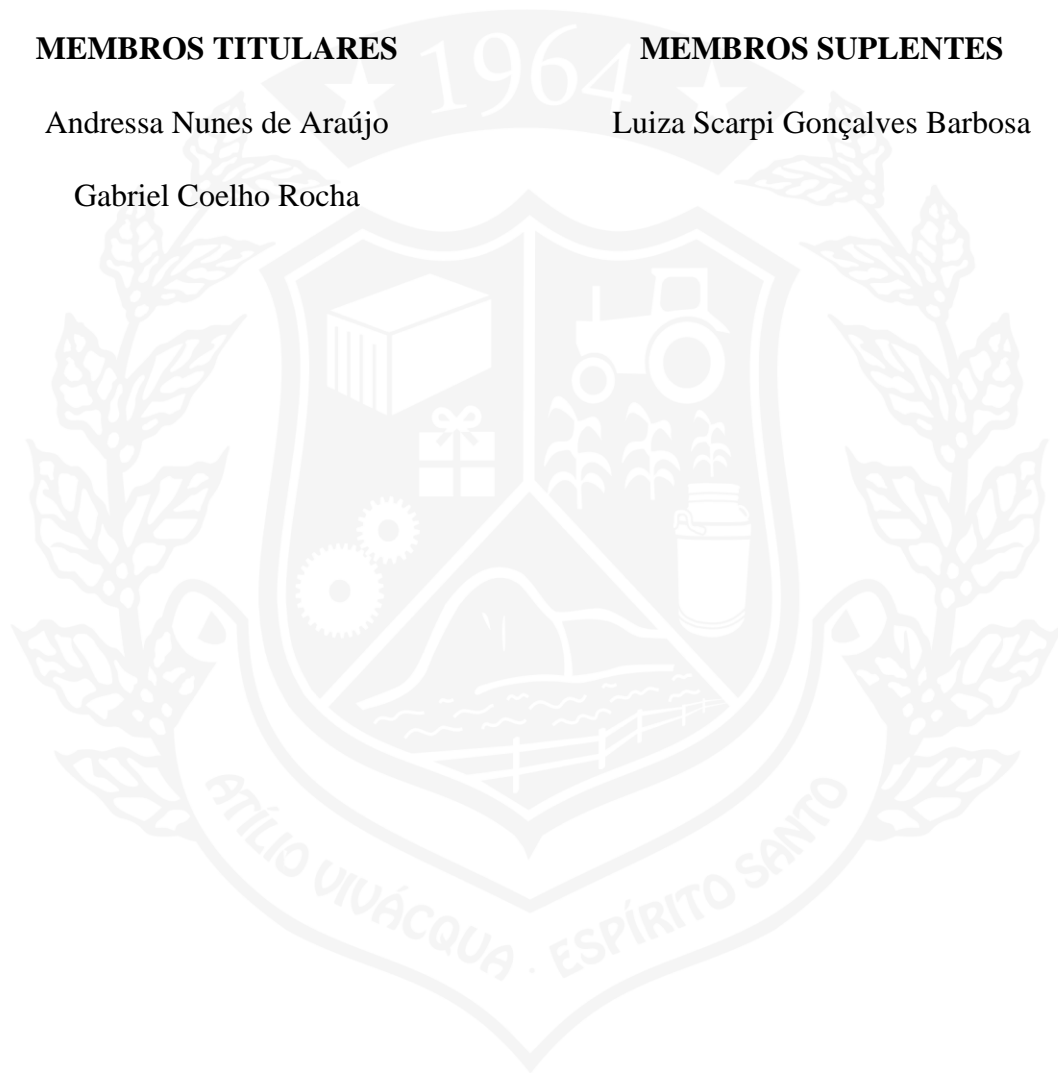 1964
MEMBROS TITULARES MEMBROS SUPLENTES
Andressa Nunes de Araújo Luiza Scarpi Gonçalves Barbosa
Gabriel Coelho Rocha
ATÍLIO VIVÁCQUA · ESPÍRITO SANTO